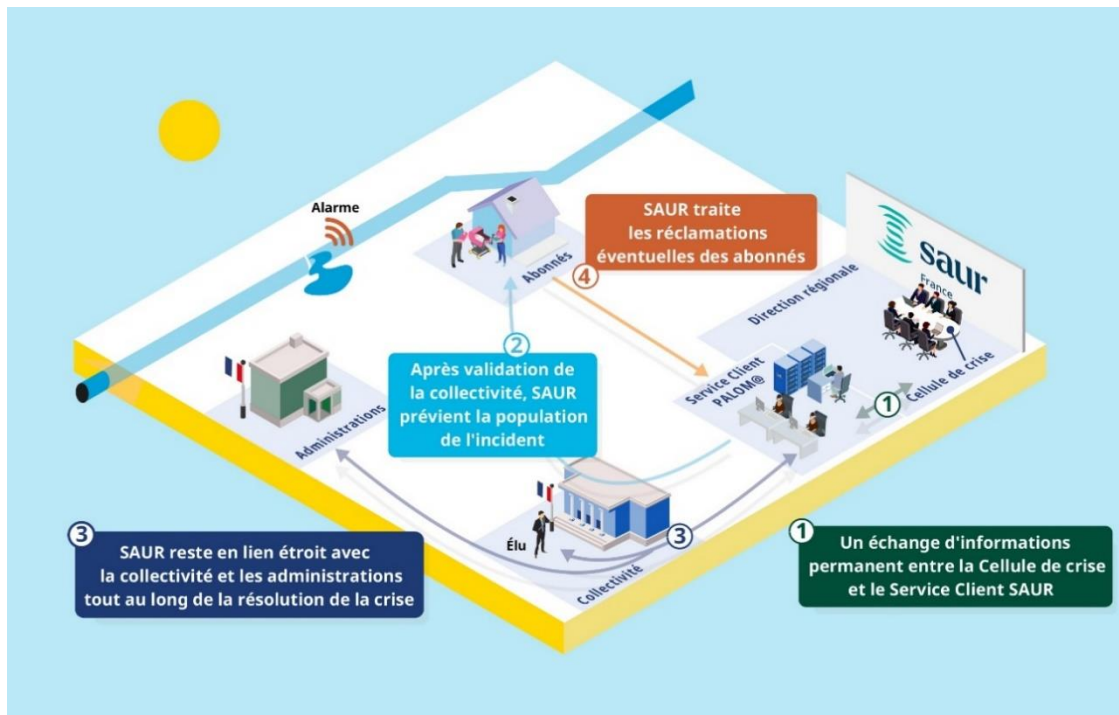 Alarme
Abonnés
SAUR traite
les réclamations
éventuelles des abonnés
4
saur
France
Direction régionale
Cellule de crise
Service Client
PALOM@
1
2
Après validation de
la collectivité, SAUR
prévient la population
de l'incident
Administrations
Élu
Collectivité
3
3
SAUR reste en lien étroit avec
la collectivité et les administrations
tout au long de la résolution de la crise
1
Un échange d'informations
permanent entre la Cellule de crise
et le Service Client SAUR